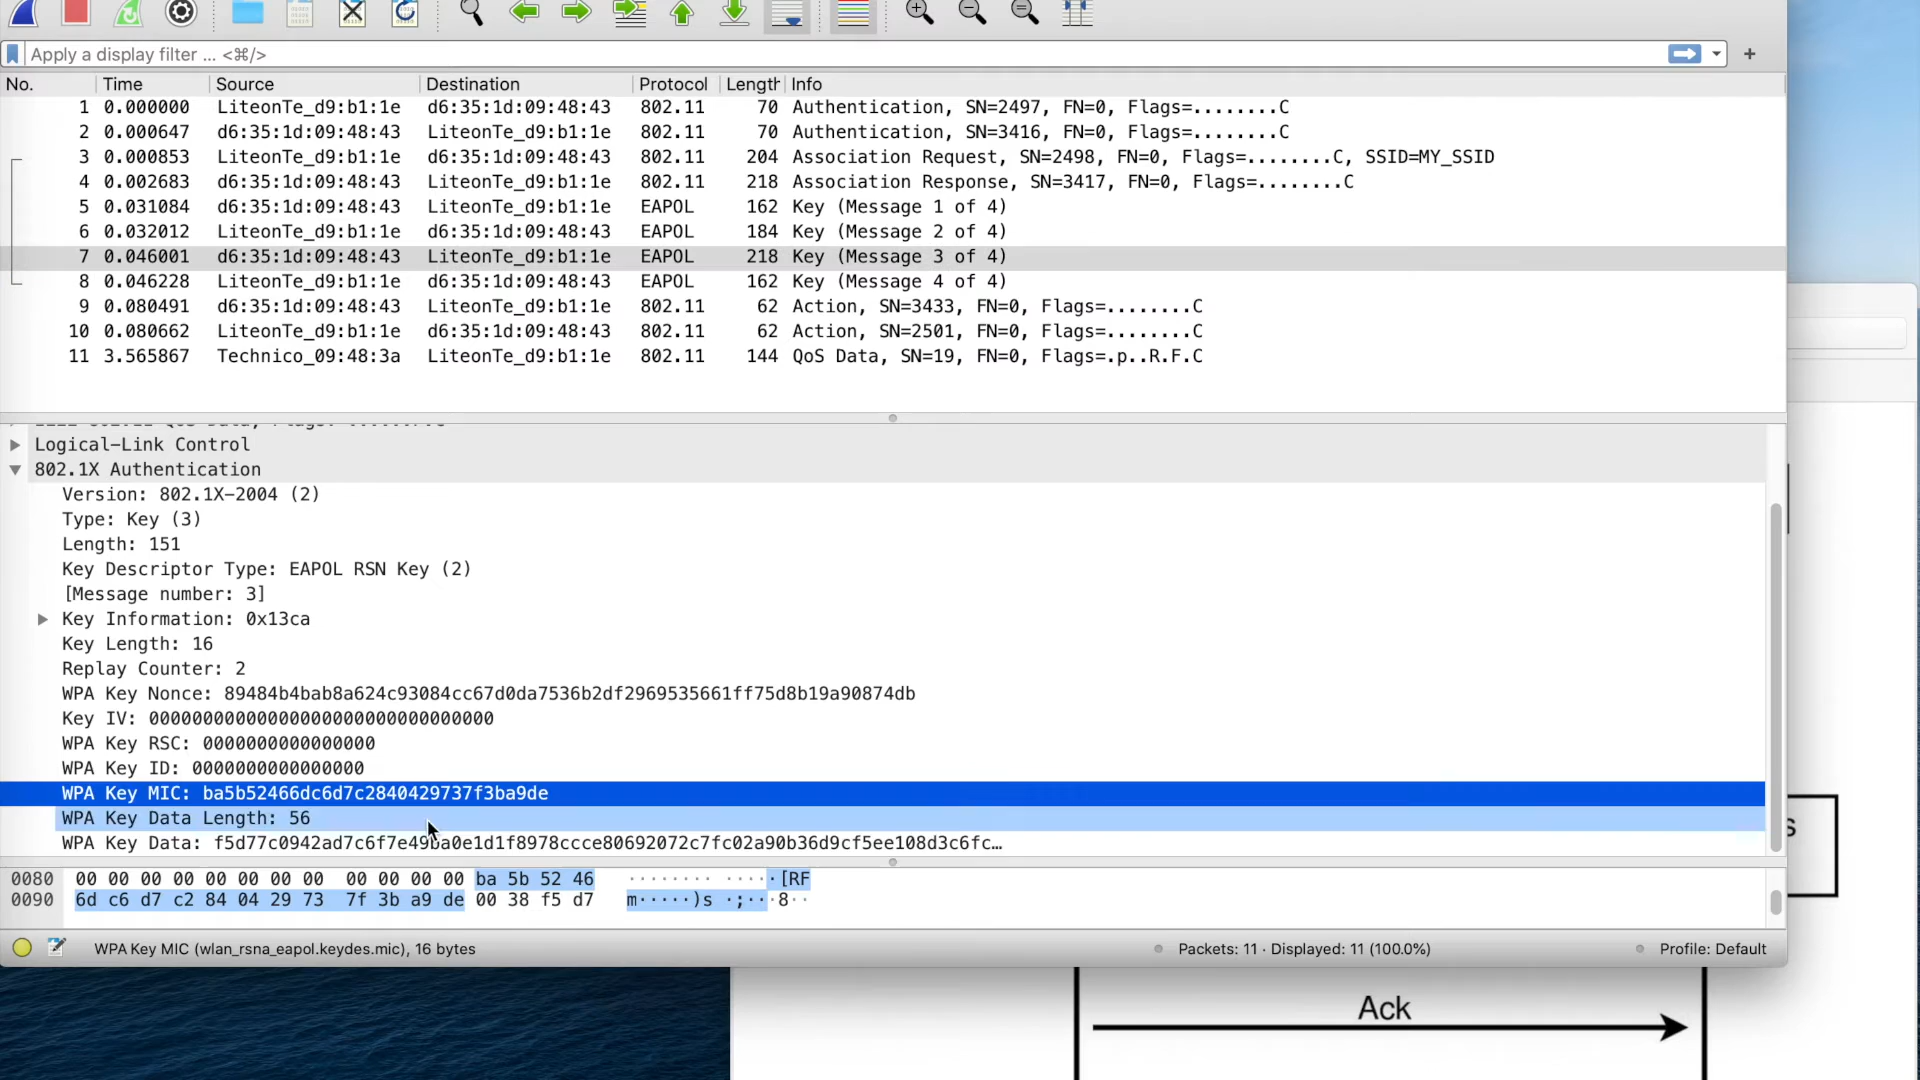 Apply a display filter ... <⌘/>
+
No. Time Source Destination Protocol Length Info
1 0.000000 LiteonTe_d9:b1:1e d6:35:1d:09:48:43 802.11 70 Authentication, SN=2497, FN=0, Flags=........C
2 0.000647 d6:35:1d:09:48:43 LiteonTe_d9:b1:1e 802.11 70 Authentication, SN=3416, FN=0, Flags=........C
3 0.000853 LiteonTe_d9:b1:1e d6:35:1d:09:48:43 802.11 204 Association Request, SN=2498, FN=0, Flags=........C, SSID=MY_SSID
4 0.002683 d6:35:1d:09:48:43 LiteonTe_d9:b1:1e 802.11 218 Association Response, SN=3417, FN=0, Flags=........C
5 0.031084 d6:35:1d:09:48:43 LiteonTe_d9:b1:1e EAPOL 162 Key (Message 1 of 4)
6 0.032012 LiteonTe_d9:b1:1e d6:35:1d:09:48:43 EAPOL 184 Key (Message 2 of 4)
7 0.046001 d6:35:1d:09:48:43 LiteonTe_d9:b1:1e EAPOL 218 Key (Message 3 of 4)
8 0.046228 LiteonTe_d9:b1:1e d6:35:1d:09:48:43 EAPOL 162 Key (Message 4 of 4)
9 0.080491 d6:35:1d:09:48:43 LiteonTe_d9:b1:1e 802.11 62 Action, SN=3433, FN=0, Flags=........C
10 0.080662 LiteonTe_d9:b1:1e d6:35:1d:09:48:43 802.11 62 Action, SN=2501, FN=0, Flags=........C
11 3.565867 Technico_09:48:3a LiteonTe_d9:b1:1e 802.11 144 QoS Data, SN=19, FN=0, Flags=.p..R.F.C
Logical-Link Control
802.1X Authentication
Version: 802.1X-2004 (2)
Type: Key (3)
Length: 151
Key Descriptor Type: EAPOL RSN Key (2)
[Message number: 3]
Key Information: 0x13ca
Key Length: 16
Replay Counter: 2
WPA Key Nonce: 89484b4bab8a624c93084cc67d0da7536b2df2969535661ff75d8b19a90874db
Key IV: 00000000000000000000000000000000
WPA Key RSC: 0000000000000000
WPA Key ID: 0000000000000000
WPA Key MIC: ba5b52466dc6d7c2840429737f3ba9de
WPA Key Data Length: 56
WPA Key Data: f5d77c0942ad7c6f7e49ba0e1d1f8978ccce80692072c7fc02a90b36d9cf5ee108d3c6fc…
0080 00 00 00 00 00 00 00 00 00 00 00 00 ba 5b 52 46 ········ ·····[RF
0090 6d c6 d7 c2 84 04 29 73 7f 3b a9 de 00 38 f5 d7 m·····)s ·;···8··
WPA Key MIC (wlan_rsna_eapol.keydes.mic), 16 bytes
Packets: 11 · Displayed: 11 (100.0%)
Profile: Default
Ack